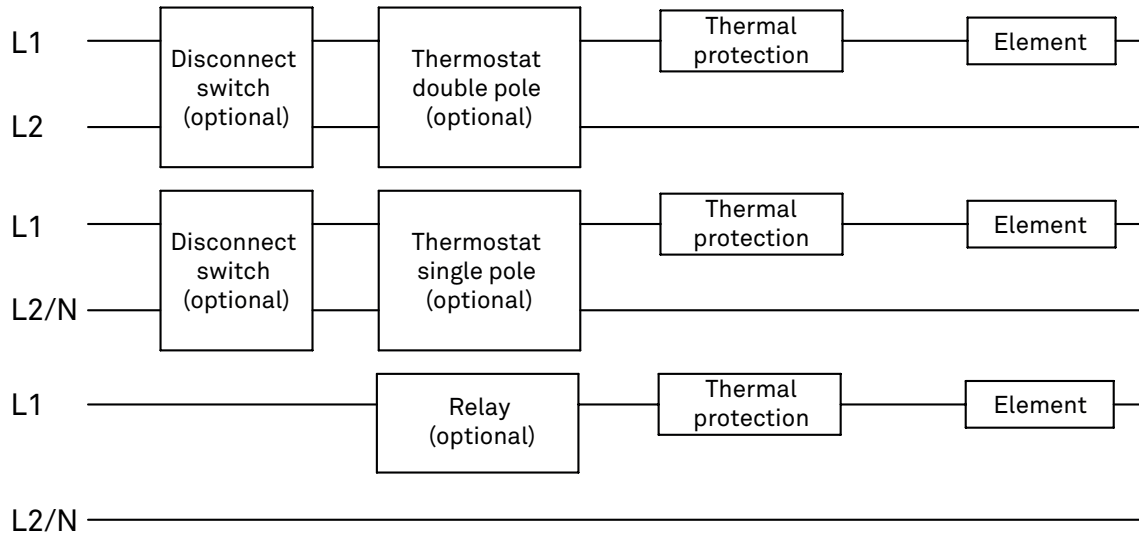 L1
Disconnect
switch
(optional)
Thermostat
double pole
(optional)
Thermal
protection
Element
L2
L1
Disconnect
switch
(optional)
Thermostat
single pole
(optional)
Thermal
protection
Element
L2/N
L1
Relay
(optional)
Thermal
protection
Element
L2/N